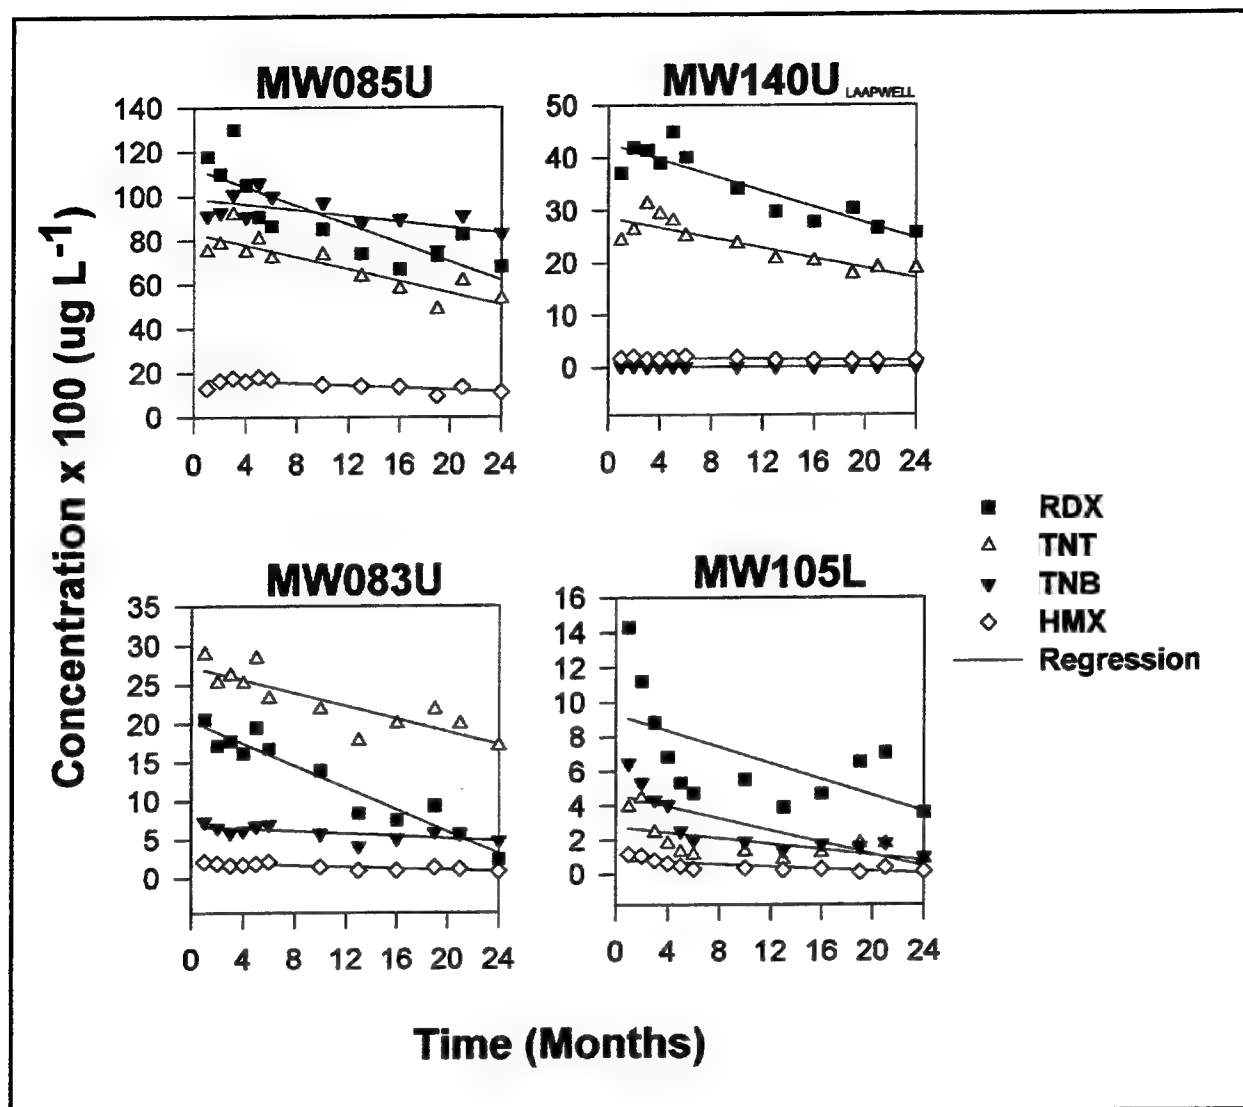 MW085U
MW140U LAAPWELL
140
120
100
80
60
40
20
0
0 4 8 12 16 20 24
50
40
30
20
10
0
0 4 8 12 16 20 24
Concentration x 100 (ug L-1)
RDX
TNT
TNB
HMX
Regression
MW083U
MW105L
35
30
25
20
15
10
5
0
0 4 8 12 16 20 24
16
14
12
10
8
6
4
2
0
0 4 8 12 16 20 24
Time (Months)